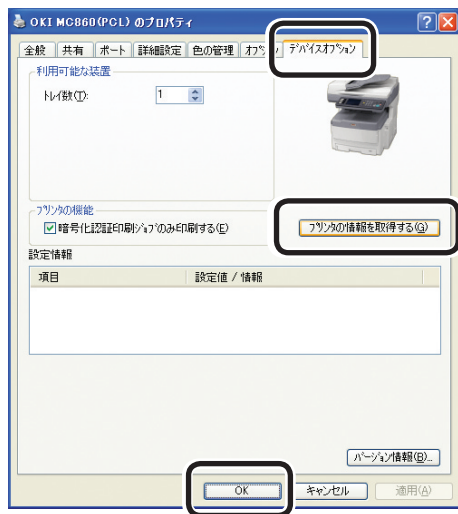 OKI MC860(PCL) のプロパティ
全般 共有 ポート 詳細設定 色の管理 デバイスオプション
利用可能な装置
トレイ数(T): 1
プリンタの機能
暗号化認証印刷ジョブのみ印刷する(E) プリンタの情報を取得する(G)
設定情報
項目 設定値 / 情報
バージョン情報(B)...
OK キャンセル 適用(A)